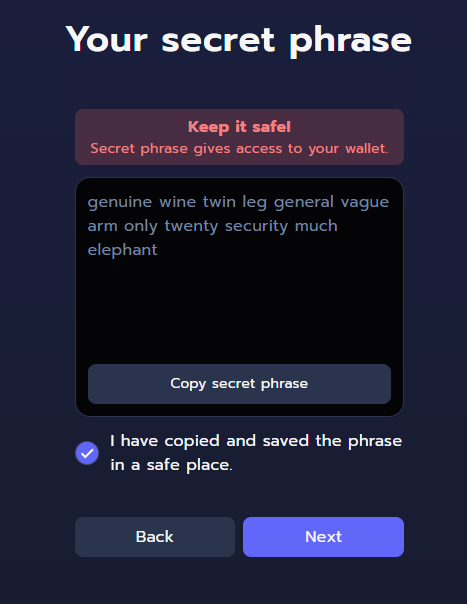 Your secret phrase
Keep it safe!
Secret phrase gives access to your wallet.
genuine wine twin leg general vague
arm only twenty security much
elephant
Copy secret phrase
I have copied and saved the phrase
in a safe place.
Back
Next